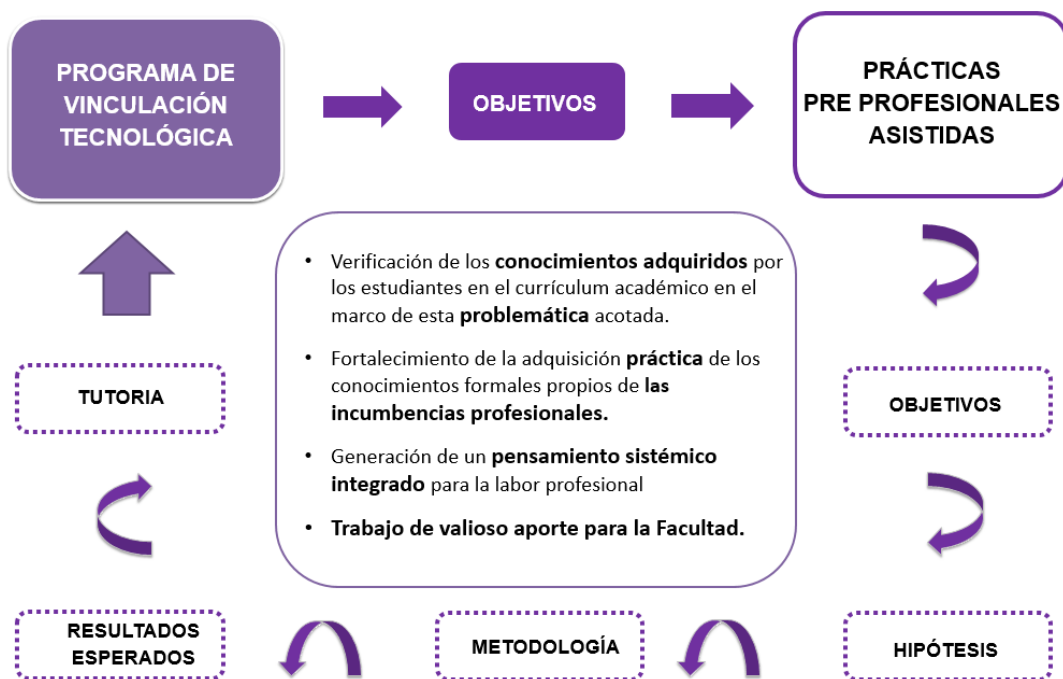 PROGRAMA DE
VINCULACIÓN
TECNOLÓGICA
OBJETIVOS
PRÁCTICAS
PRE PROFESIONALES
ASISTIDAS
• Verificación de los conocimientos adquiridos por
los estudiantes en el currículum académico en el
marco de esta problemática acotada.
• Fortalecimiento de la adquisición práctica de los
conocimientos formales propios de las
incumbencias profesionales.
• Generación de un pensamiento sistémico
integrado para la labor profesional
• Trabajo de valioso aporte para la Facultad.
TUTORIA
OBJETIVOS
RESULTADOS
ESPERADOS
METODOLOGÍA
HIPÓTESIS